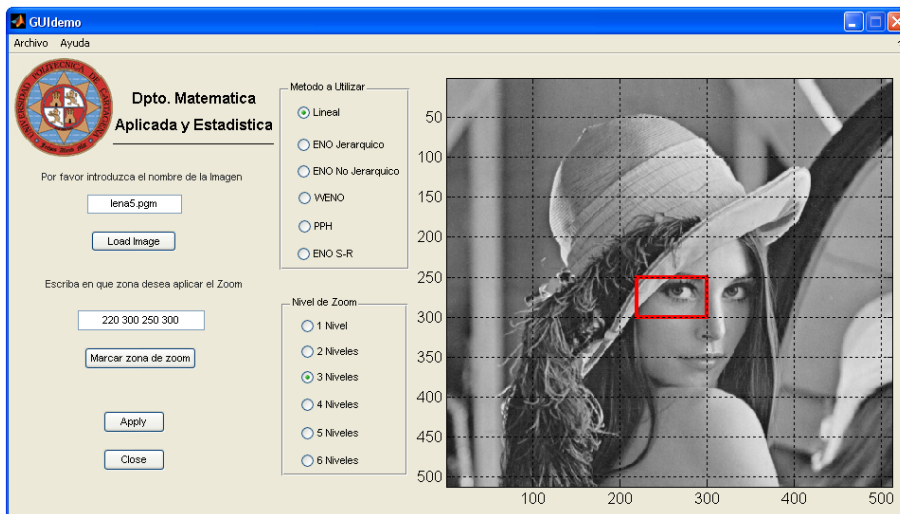 GUIdemo
Archivo Ayuda
UNIVERSIDAD POLITECNICA DE CARTAGENA
Dpto. Matematica
Aplicada y Estadistica
Por favor introduzca el nombre de la Imagen
lena5.pgm
Load Image
Escriba en que zona desea aplicar el Zoom
220 300 250 300
Marcar zona de zoom
Apply
Close
Metodo a Utilizar
Lineal
ENO Jerarquico
ENO No Jerarquico
WENO
PPH
ENO S-R
Nivel de Zoom
1 Nivel
2 Niveles
3 Niveles
4 Niveles
5 Niveles
6 Niveles
50
100
150
200
250
300
350
400
450
500
100 200 300 400 500